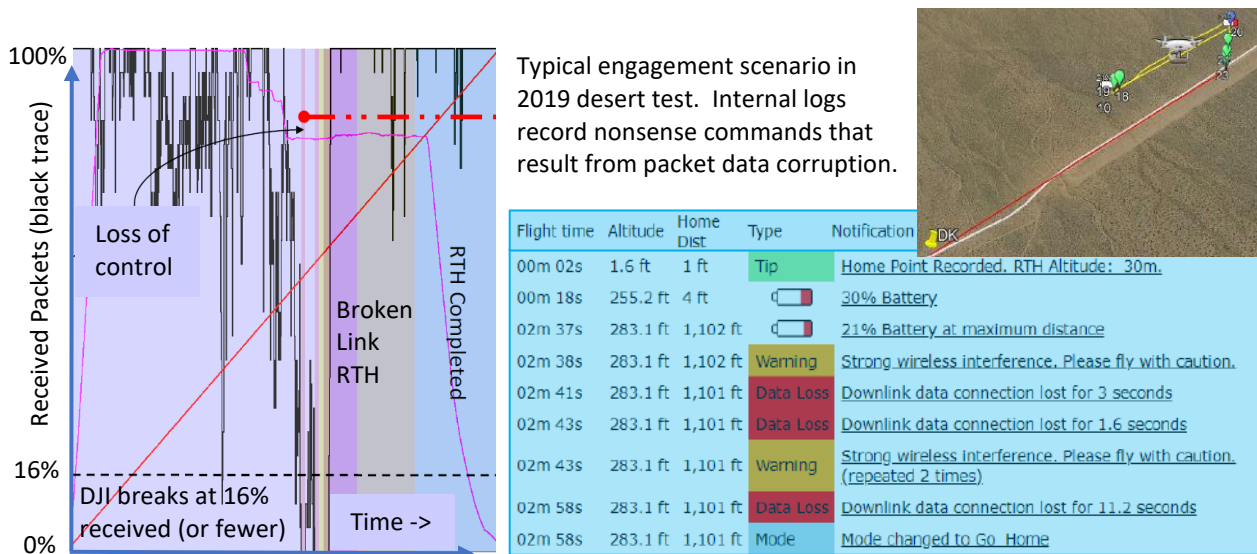 100%
16%
0%
Received Packets (black trace)
Loss of
control
Broken
Link
RTH
RTH Completed
DJI breaks at 16%
received (or fewer)
Time ->
Typical engagement scenario in
2019 desert test.  Internal logs
record nonsense commands that
result from packet data corruption.
20
23
19
18
10
DK
Flight time Altitude Home Dist Type Notification
00m 02s 1.6 ft 1 ft Tip Home Point Recorded. RTH Altitude: 30m.
00m 18s 255.2 ft 4 ft 30% Battery
02m 37s 283.1 ft 1,102 ft 21% Battery at maximum distance
02m 38s 283.1 ft 1,102 ft Warning Strong wireless interference. Please fly with caution.
02m 41s 283.1 ft 1,101 ft Data Loss Downlink data connection lost for 3 seconds
02m 43s 283.1 ft 1,101 ft Data Loss Downlink data connection lost for 1.6 seconds
02m 43s 283.1 ft 1,101 ft Warning Strong wireless interference. Please fly with caution.
(repeated 2 times)
02m 58s 283.1 ft 1,101 ft Data Loss Downlink data connection lost for 11.2 seconds
02m 58s 283.1 ft 1,101 ft Mode Mode changed to Go_Home